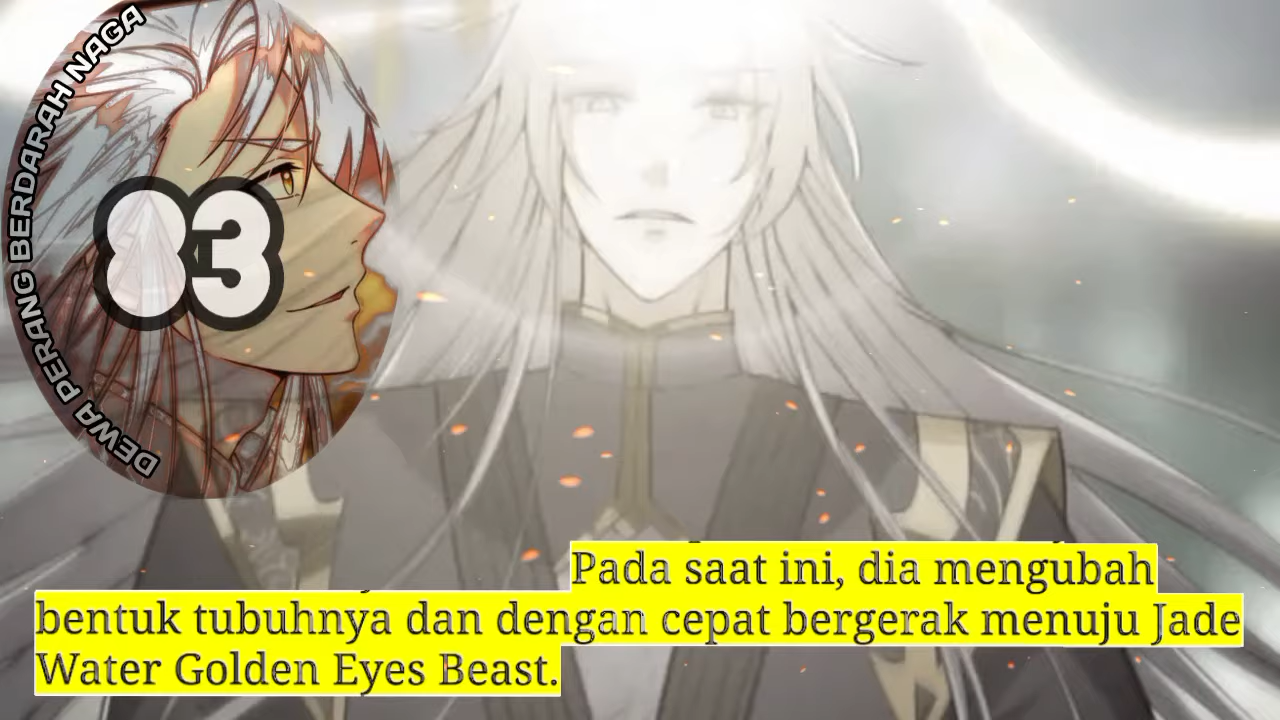 DEWA PERANG BERDARAH NAGA
83
Pada saat ini, dia mengubah
bentuk tubuhnya dan dengan cepat bergerak menuju Jade
Water Golden Eyes Beast.